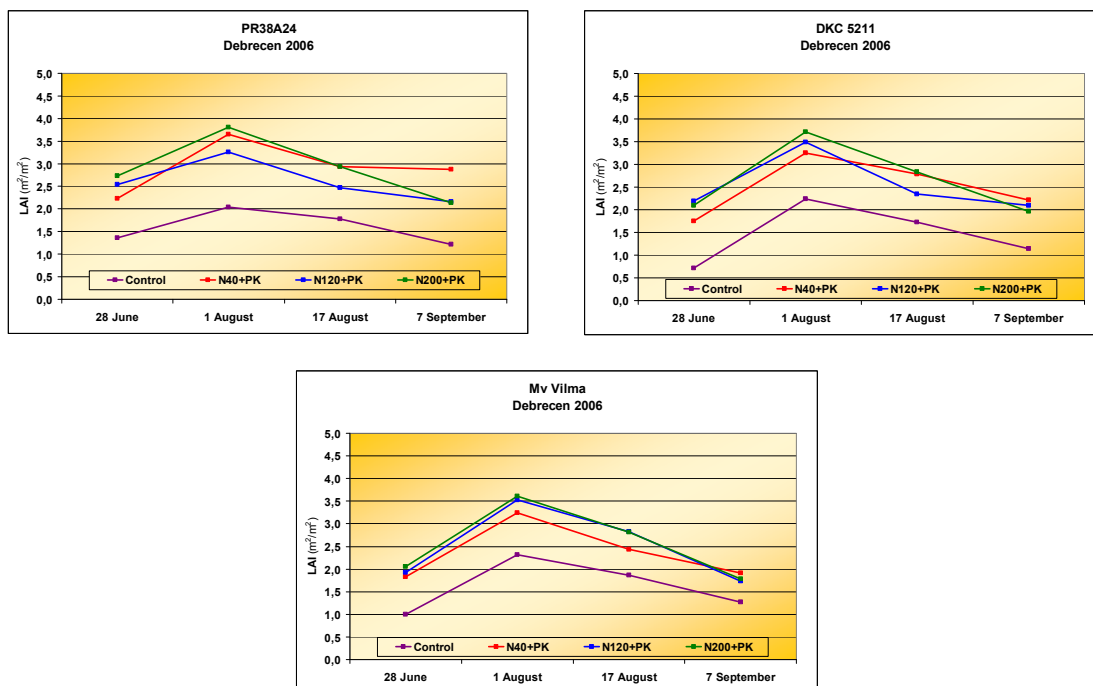 PR38A24
Debrecen 2006
5,0
4,5
4,0
3,5
3,0
2,5
2,0
1,5
1,0
0,5
0,0
LAI (m²/m²)
Control N40+PK N120+PK N200+PK
28 June 1 August 17 August 7 September
DKC 5211
Debrecen 2006
5,0
4,5
4,0
3,5
3,0
2,5
2,0
1,5
1,0
0,5
0,0
LAI (m²/m²)
Control N40+PK N120+PK N200+PK
28 June 1 August 17 August 7 September
Mv Vilma
Debrecen 2006
5,0
4,5
4,0
3,5
3,0
2,5
2,0
1,5
1,0
0,5
0,0
LAI (m²/m²)
Control N40+PK N120+PK N200+PK
28 June 1 August 17 August 7 September